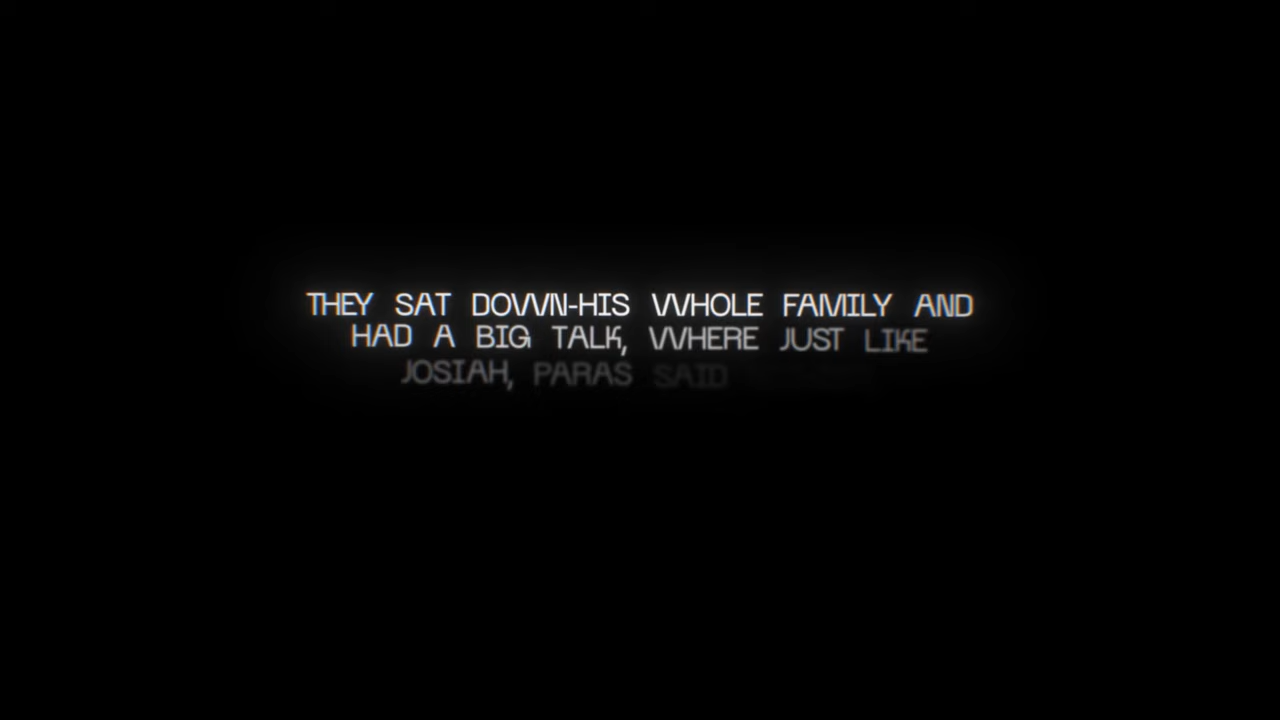 THEY SAT DOWN-HIS WHOLE FAMILY AND
HAD A BIG TALK, WHERE JUST LIKE
JOSIAH, PARAS SAID